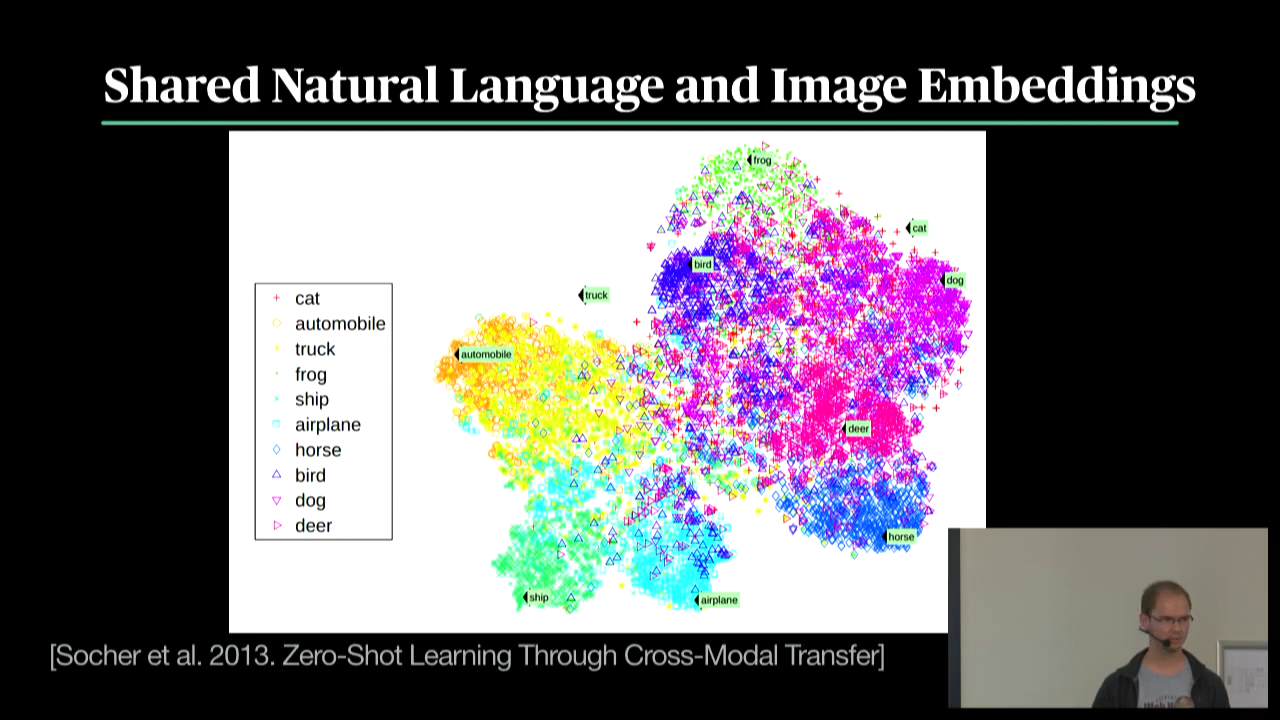 Shared Natural Language and Image Embeddings
frog
cat
bird
dog
truck
automobile
deer
horse
ship
airplane
cat
automobile
truck
frog
ship
airplane
horse
bird
dog
deer
[Socher et al. 2013. Zero-Shot Learning Through Cross-Modal Transfer]